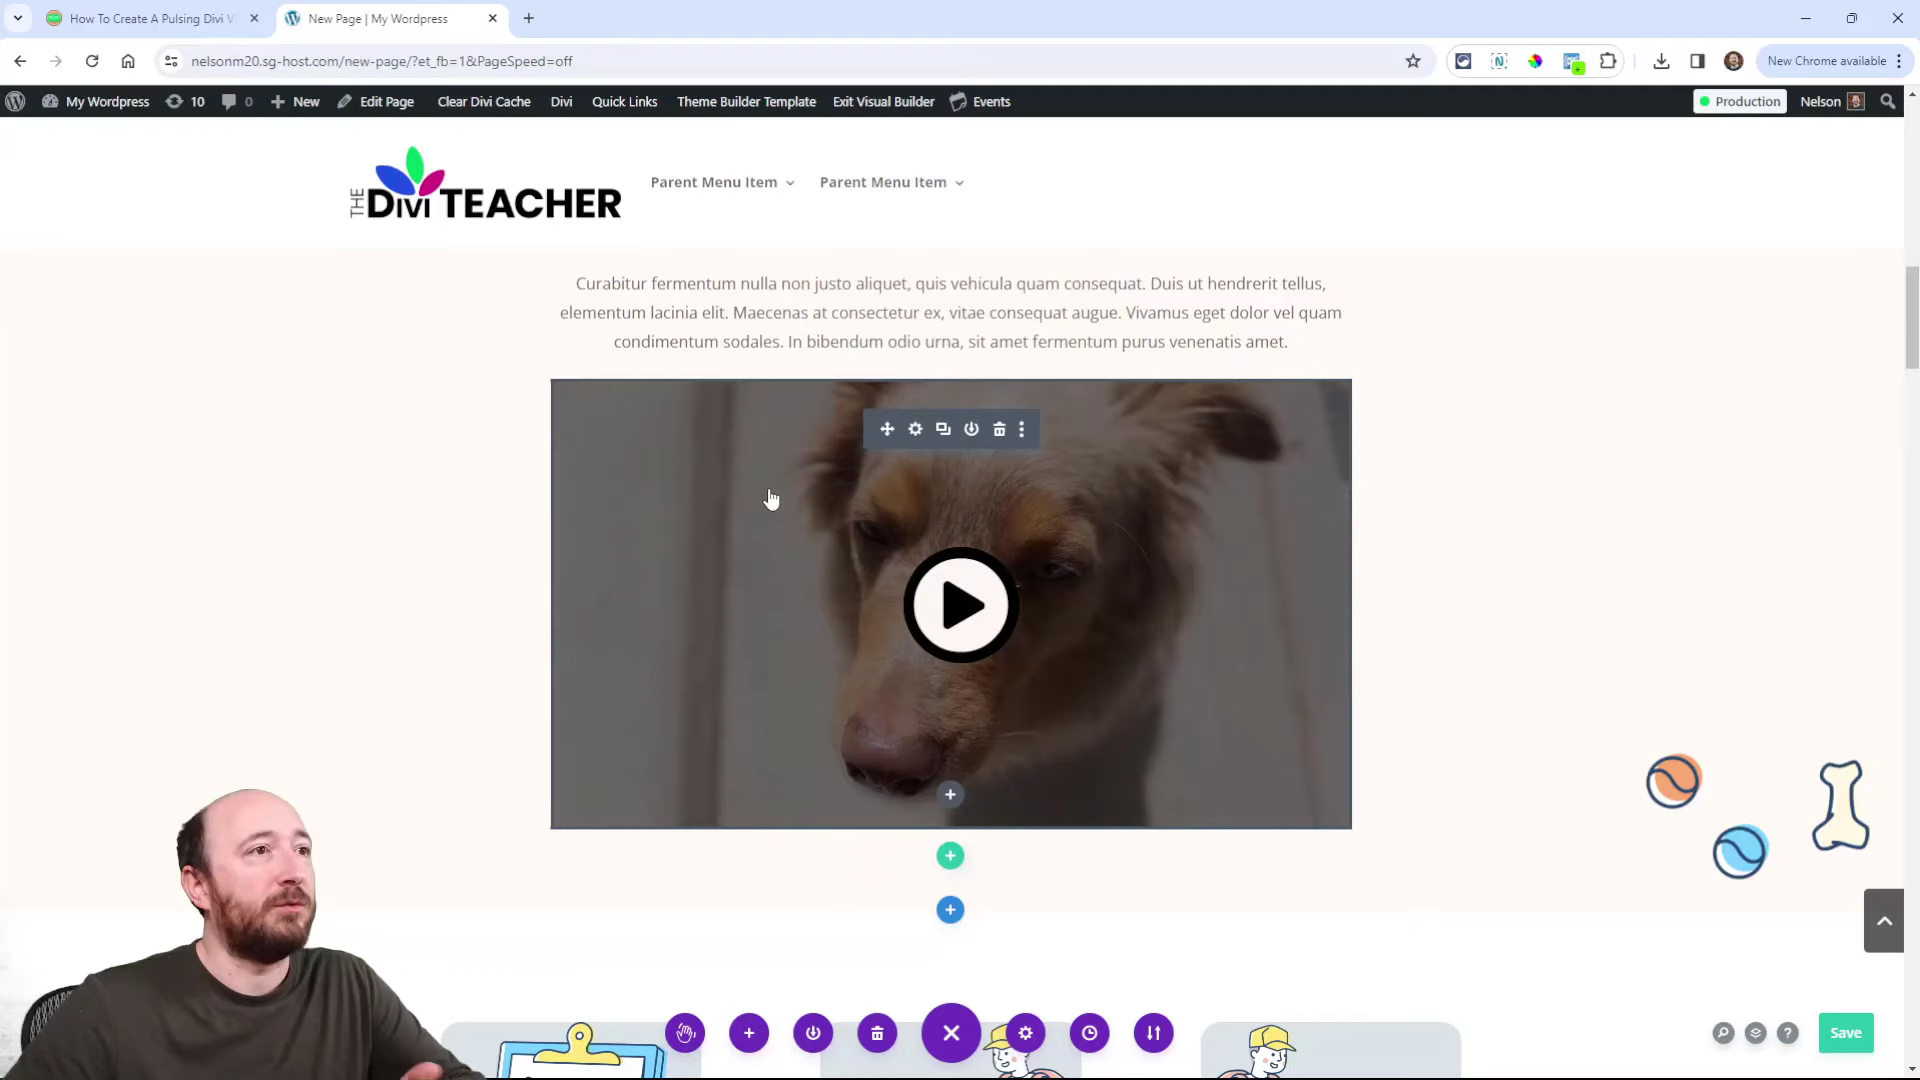 How To Create A Pulsing Divi Vi
New Page | My Wordpress
nelsonm20.sg-host.com/new-page/?et_fb=1&PageSpeed=off
New Chrome available
My Wordpress
10
0
New
Edit Page
Clear Divi Cache
Divi
Quick Links
Theme Builder Template
Exit Visual Builder
Events
Production
Nelson
THE DIVI TEACHER
Parent Menu Item
Parent Menu Item
Curabitur fermentum nulla non justo aliquet, quis vehicula quam consequat. Duis ut hendrerit tellus,
elementum lacinia elit. Maecenas at consectetur ex, vitae consequat augue. Vivamus eget dolor vel quam
condimentum sodales. In bibendum odio urna, sit amet fermentum purus venenatis amet.
Save